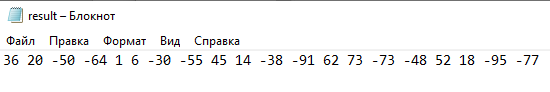 result – Блокнот
Файл Правка Формат Вид Справка
36 20 -50 -64 1 6 -30 -55 45 14 -38 -91 62 73 -73 -48 52 18 -95 -77